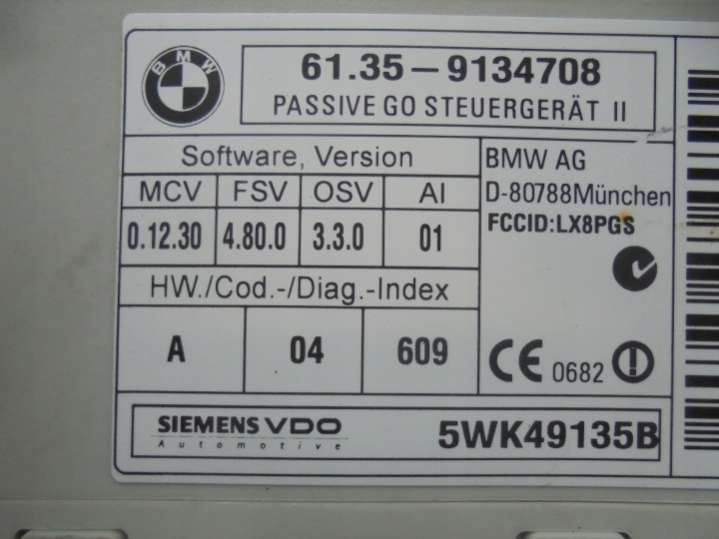 BMW
61.35-9134708
PASSIVE GO STEUERGERÄT II
Software, Version
MCV FSV OSV AI
0.12.30 4.80.0 3.3.0 01
HW./Cod.-/Diag.-Index
A 04 609
BMW AG
D-80788München
FCCID:LX8PGS
CE 0682
SIEMENS VDO
Automotive
5WK49135B